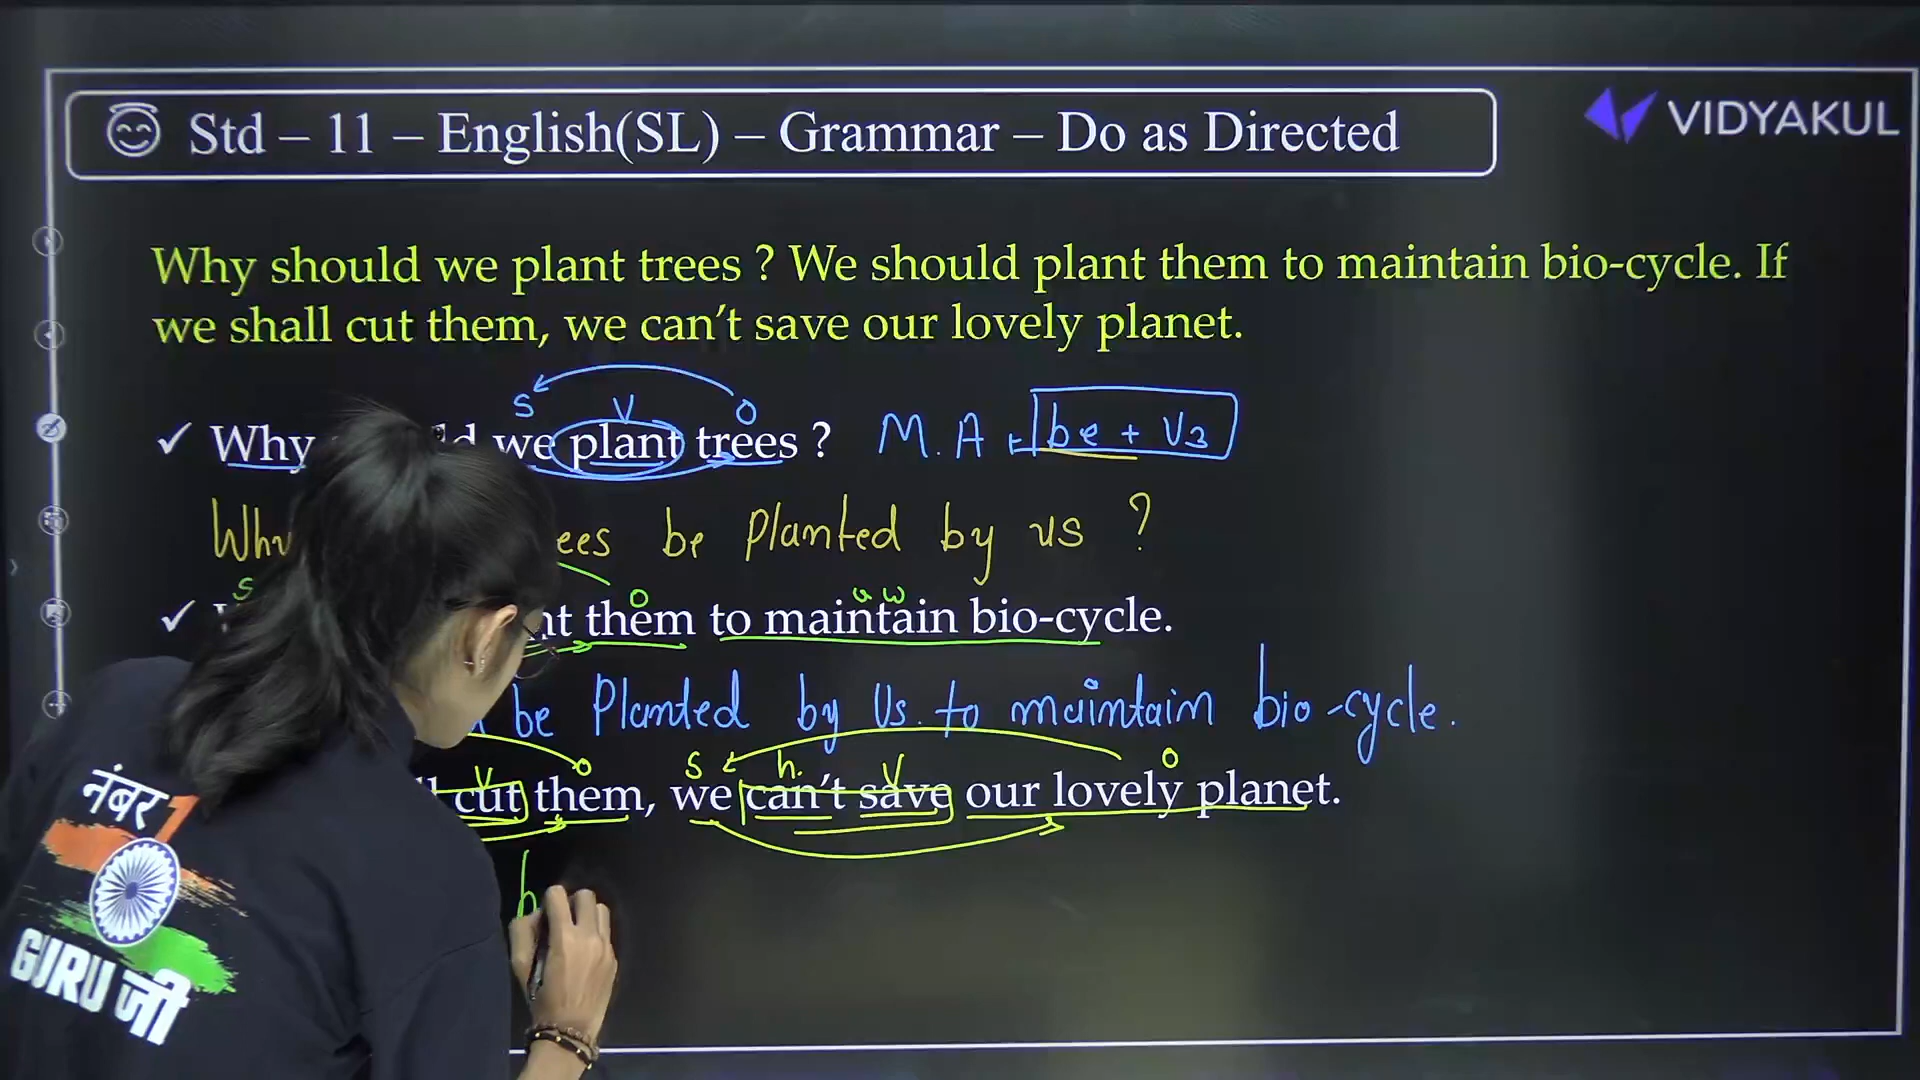 Std – 11 – English(SL) – Grammar – Do as Directed
VIDYAKUL
Why should we plant trees ? We should plant them to maintain bio-cycle. If
we shall cut them, we can't save our lovely planet.
S V O
✓ Why we plant trees ? M.A + be + V3
be Planted by us ?
S O a w
✓ them to maintain bio-cycle.
be Planted by Us to maintain bio-cycle.
V O S h. V O
cut them, we can't save our lovely planet.
b
नंबर 1
GURU जी